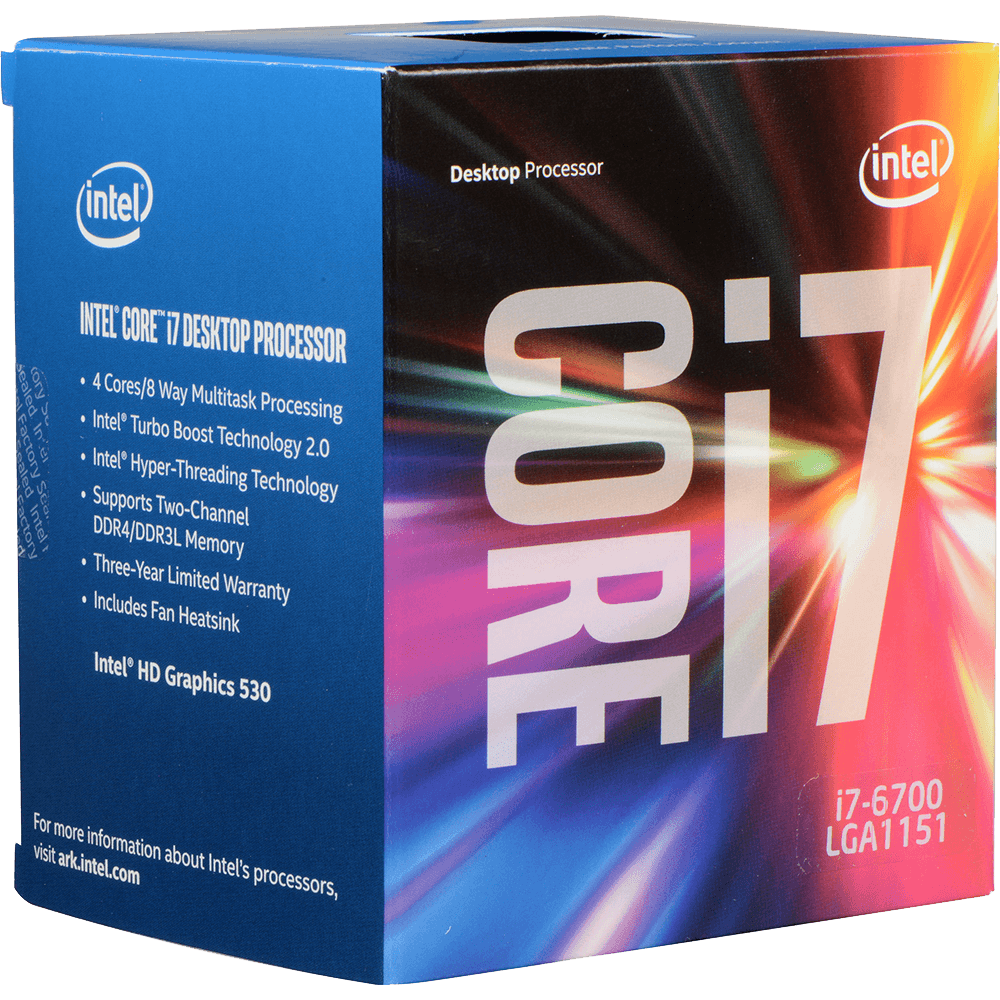 intel®
INTEL® CORE™ i7 DESKTOP PROCESSOR
• 4 Cores/8 Way Multitask Processing
• Intel® Turbo Boost Technology 2.0
• Intel® Hyper-Threading Technology
• Supports Two-Channel
DDR4/DDR3L Memory
• Three-Year Limited Warranty
• Includes Fan Heatsink
Intel® HD Graphics 530
For more information about Intel's processors,
visit ark.intel.com
Desktop Processor
intel®
CORE
i7
i7-6700
LGA1151